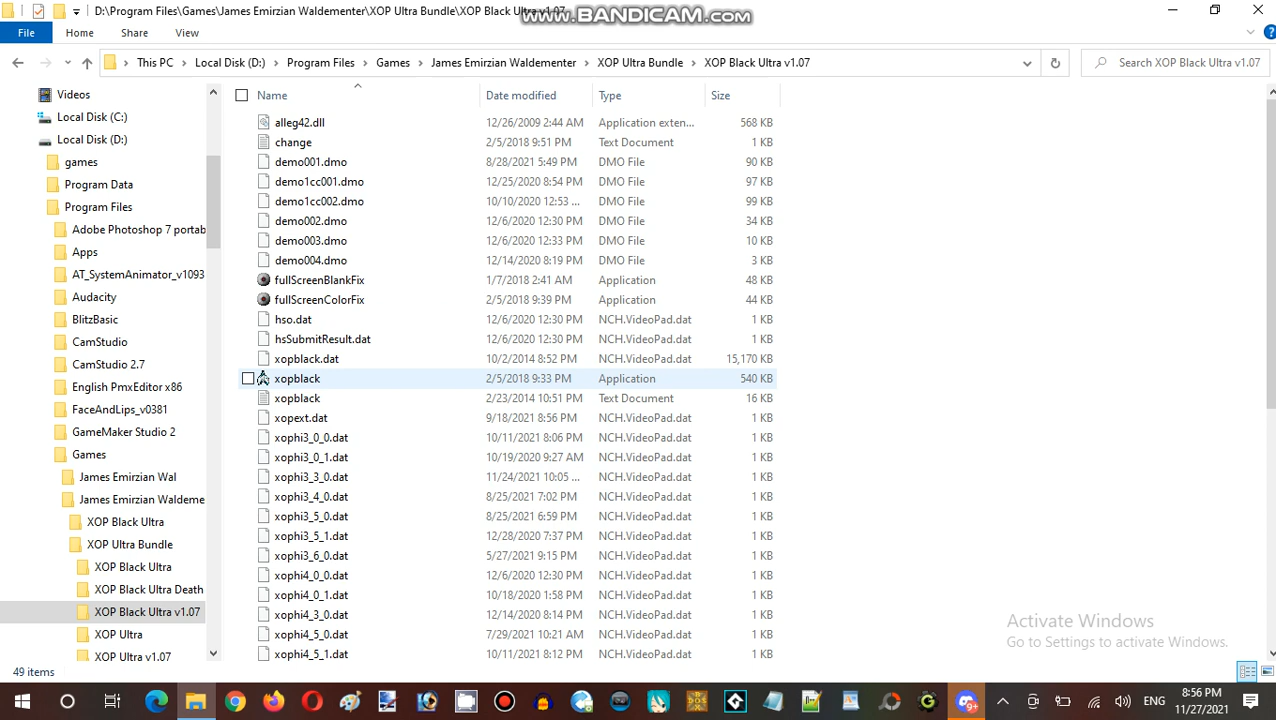 D:\Program Files\Games\James Emirzian Waldementer\XOP Ultra Bundle\XOP Black Ultra v1.07
www.BANDICAM.com
File Home Share View
This PC Local Disk (D:) Program Files Games James Emirzian Waldementer XOP Ultra Bundle XOP Black Ultra v1.07
Search XOP Black Ultra v1.07
Videos
Local Disk (C:)
Local Disk (D:)
games
Program Data
Program Files
Adobe Photoshop 7 portab
Apps
AT_SystemAnimator_v1093
Audacity
BlitzBasic
CamStudio
CamStudio 2.7
English PmxEditor x86
FaceAndLips_v0381
GameMaker Studio 2
Games
James Emirzian Wal
James Emirzian Waldeme
XOP Black Ultra
XOP Ultra Bundle
XOP Black Ultra
XOP Black Ultra Death
XOP Black Ultra v1.07
XOP Ultra
XOP Ultra v1.07
Name Date modified Type Size
alleg42.dll 12/26/2009 2:44 AM Application exten... 568 KB
change 2/5/2018 9:51 PM Text Document 1 KB
demo001.dmo 8/28/2021 5:49 PM DMO File 90 KB
demo1cc001.dmo 12/25/2020 8:54 PM DMO File 97 KB
demo1cc002.dmo 10/10/2020 12:53 ... DMO File 99 KB
demo002.dmo 12/6/2020 12:30 PM DMO File 34 KB
demo003.dmo 12/6/2020 12:33 PM DMO File 10 KB
demo004.dmo 12/14/2020 8:19 PM DMO File 3 KB
fullScreenBlankFix 1/7/2018 2:41 AM Application 48 KB
fullScreenColorFix 2/5/2018 9:39 PM Application 44 KB
hso.dat 12/6/2020 12:30 PM NCH.VideoPad.dat 1 KB
hsSubmitResult.dat 12/6/2020 12:30 PM NCH.VideoPad.dat 1 KB
xopblack.dat 10/2/2014 8:52 PM NCH.VideoPad.dat 15,170 KB
xopblack 2/5/2018 9:33 PM Application 540 KB
xopblack 2/23/2014 10:51 PM Text Document 16 KB
xopext.dat 9/18/2021 8:56 PM NCH.VideoPad.dat 1 KB
xophi3_0_0.dat 10/11/2021 8:06 PM NCH.VideoPad.dat 1 KB
xophi3_0_1.dat 10/19/2020 9:27 AM NCH.VideoPad.dat 1 KB
xophi3_3_0.dat 11/24/2021 10:05 ... NCH.VideoPad.dat 1 KB
xophi3_4_0.dat 8/25/2021 7:02 PM NCH.VideoPad.dat 1 KB
xophi3_5_0.dat 8/25/2021 6:59 PM NCH.VideoPad.dat 1 KB
xophi3_5_1.dat 12/28/2020 7:37 PM NCH.VideoPad.dat 1 KB
xophi3_6_0.dat 5/27/2021 9:15 PM NCH.VideoPad.dat 1 KB
xophi4_0_0.dat 12/6/2020 12:30 PM NCH.VideoPad.dat 1 KB
xophi4_0_1.dat 10/18/2020 1:58 PM NCH.VideoPad.dat 1 KB
xophi4_3_0.dat 12/14/2020 8:14 PM NCH.VideoPad.dat 1 KB
xophi4_5_0.dat 7/29/2021 10:21 AM NCH.VideoPad.dat 1 KB
xophi4_5_1.dat 10/11/2021 8:12 PM NCH.VideoPad.dat 1 KB
Activate Windows
Go to Settings to activate Windows.
49 items
9+
ENG
8:56 PM
11/27/2021